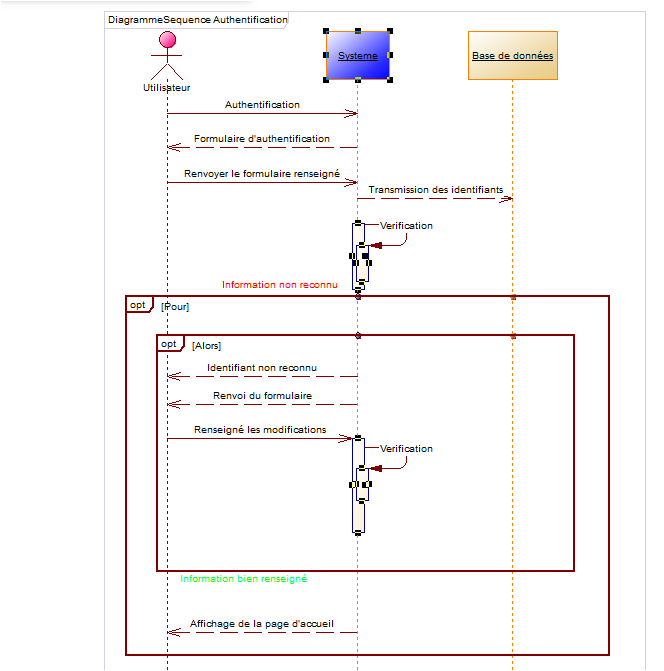 DiagrammeSequence Authentification
Systeme
Base de données
Utilisateur
Authentification
Formulaire d'authentification
Renvoyer le formulaire renseigné
Transmission des identifiants
Verification
Information non reconnu
opt [Pour]
opt [Alors]
Identifiant non reconnu
Renvoi du formulaire
Renseigné les modifications
Verification
Information bien renseigné
Affichage de la page d'accueil